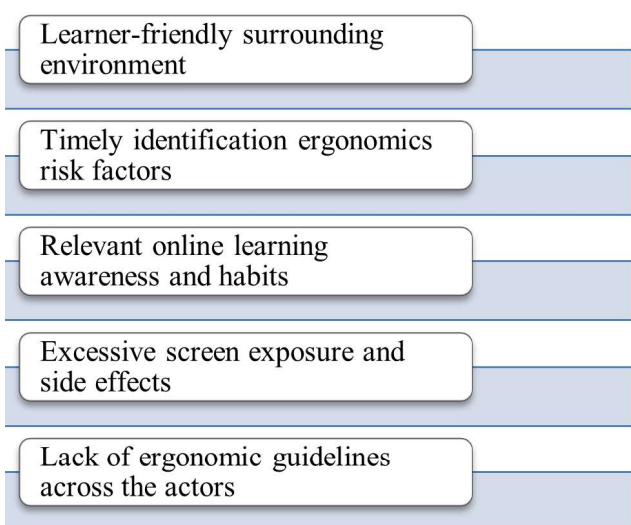 Learner-friendly surrounding
environment
Timely identification ergonomics
risk factors
Relevant online learning
awareness and habits
Excessive screen exposure and
side effects
Lack of ergonomic guidelines
across the actors